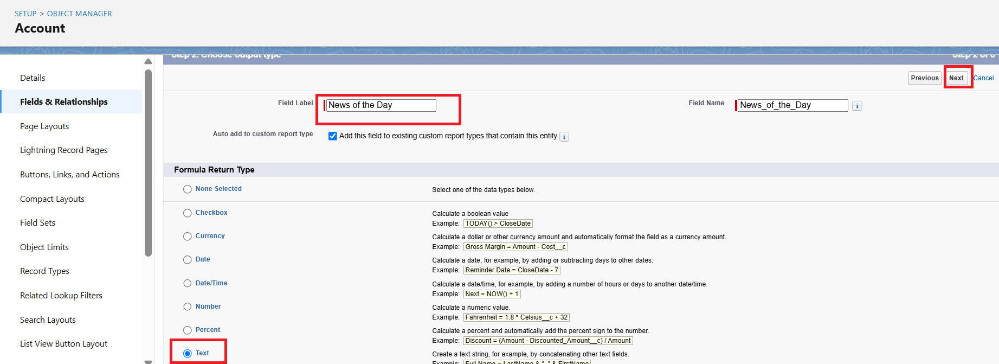 SETUP > OBJECT MANAGER
Account
Step 2. Choose output type Step 2 of 5
Previous Next Cancel
Details
Fields & Relationships
Page Layouts
Lightning Record Pages
Buttons, Links, and Actions
Compact Layouts
Field Sets
Object Limits
Record Types
Related Lookup Filters
Search Layouts
List View Button Layout
Field Label News of the Day Field Name News_of_the_Day i
Auto add to custom report type Add this field to existing custom report types that contain this entity i
Formula Return Type
None Selected Select one of the data types below.
Checkbox Calculate a boolean value
Example: TODAY() > CloseDate
Currency Calculate a dollar or other currency amount and automatically format the field as a currency amount.
Example: Gross Margin = Amount - Cost__c
Date Calculate a date, for example, by adding or subtracting days to other dates.
Example: Reminder Date = CloseDate - 7
Date/Time Calculate a date/time, for example, by adding a number of hours or days to another date/time.
Example: Next = NOW() + 1
Number Calculate a numeric value.
Example: Fahrenheit = 1.8 * Celsius__c + 32
Percent Calculate a percent and automatically add the percent sign to the number.
Example: Discount = (Amount - Discounted_Amount__c) / Amount
Text Create a text string, for example, by concatenating other text fields.
Example: Full Name = LastName & ", " & FirstName